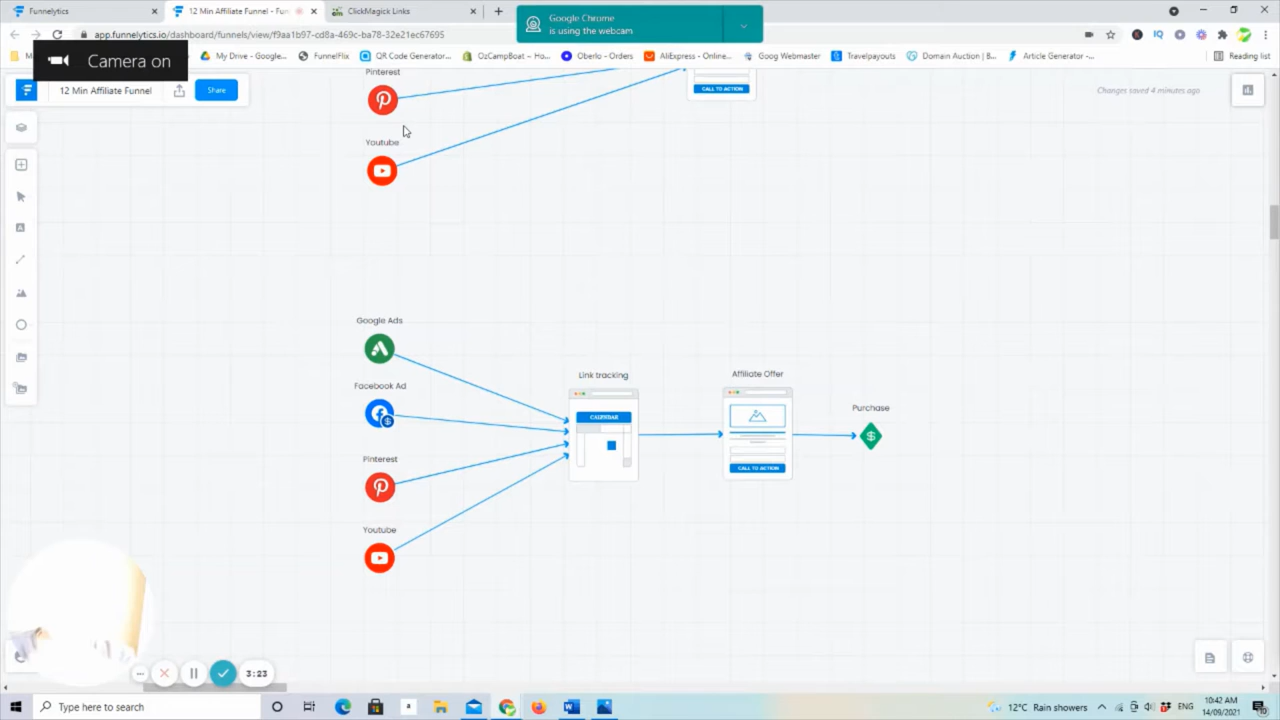 Funnelytics
12 Min Affiliate Funnel - Fun
ClickMagick Links
Google Chrome
is using the webcam
app.funnelytics.io/dashboard/funnels/view/f9aa1b97-cd8a-469c-ba78-32e21ec67695
Camera on
My Drive - Google...
FunnelFlix
QR Code Generator...
OzCampBoat – Ho...
Oberlo - Orders
AliExpress - Online...
Goog Webmaster
Travelpayouts
Domain Auction | B...
Article Generator -...
Reading list
Pinterest
12 Min Affiliate Funnel
Share
CALL TO ACTION
Changes saved 4 minutes ago
Youtube
Google Ads
Link tracking
Affiliate Offer
Facebook Ad
Purchase
CALENDAR
Pinterest
CALL TO ACTION
Youtube
3:23
Type here to search
12°C Rain showers
ENG
10:42 AM
14/09/2021